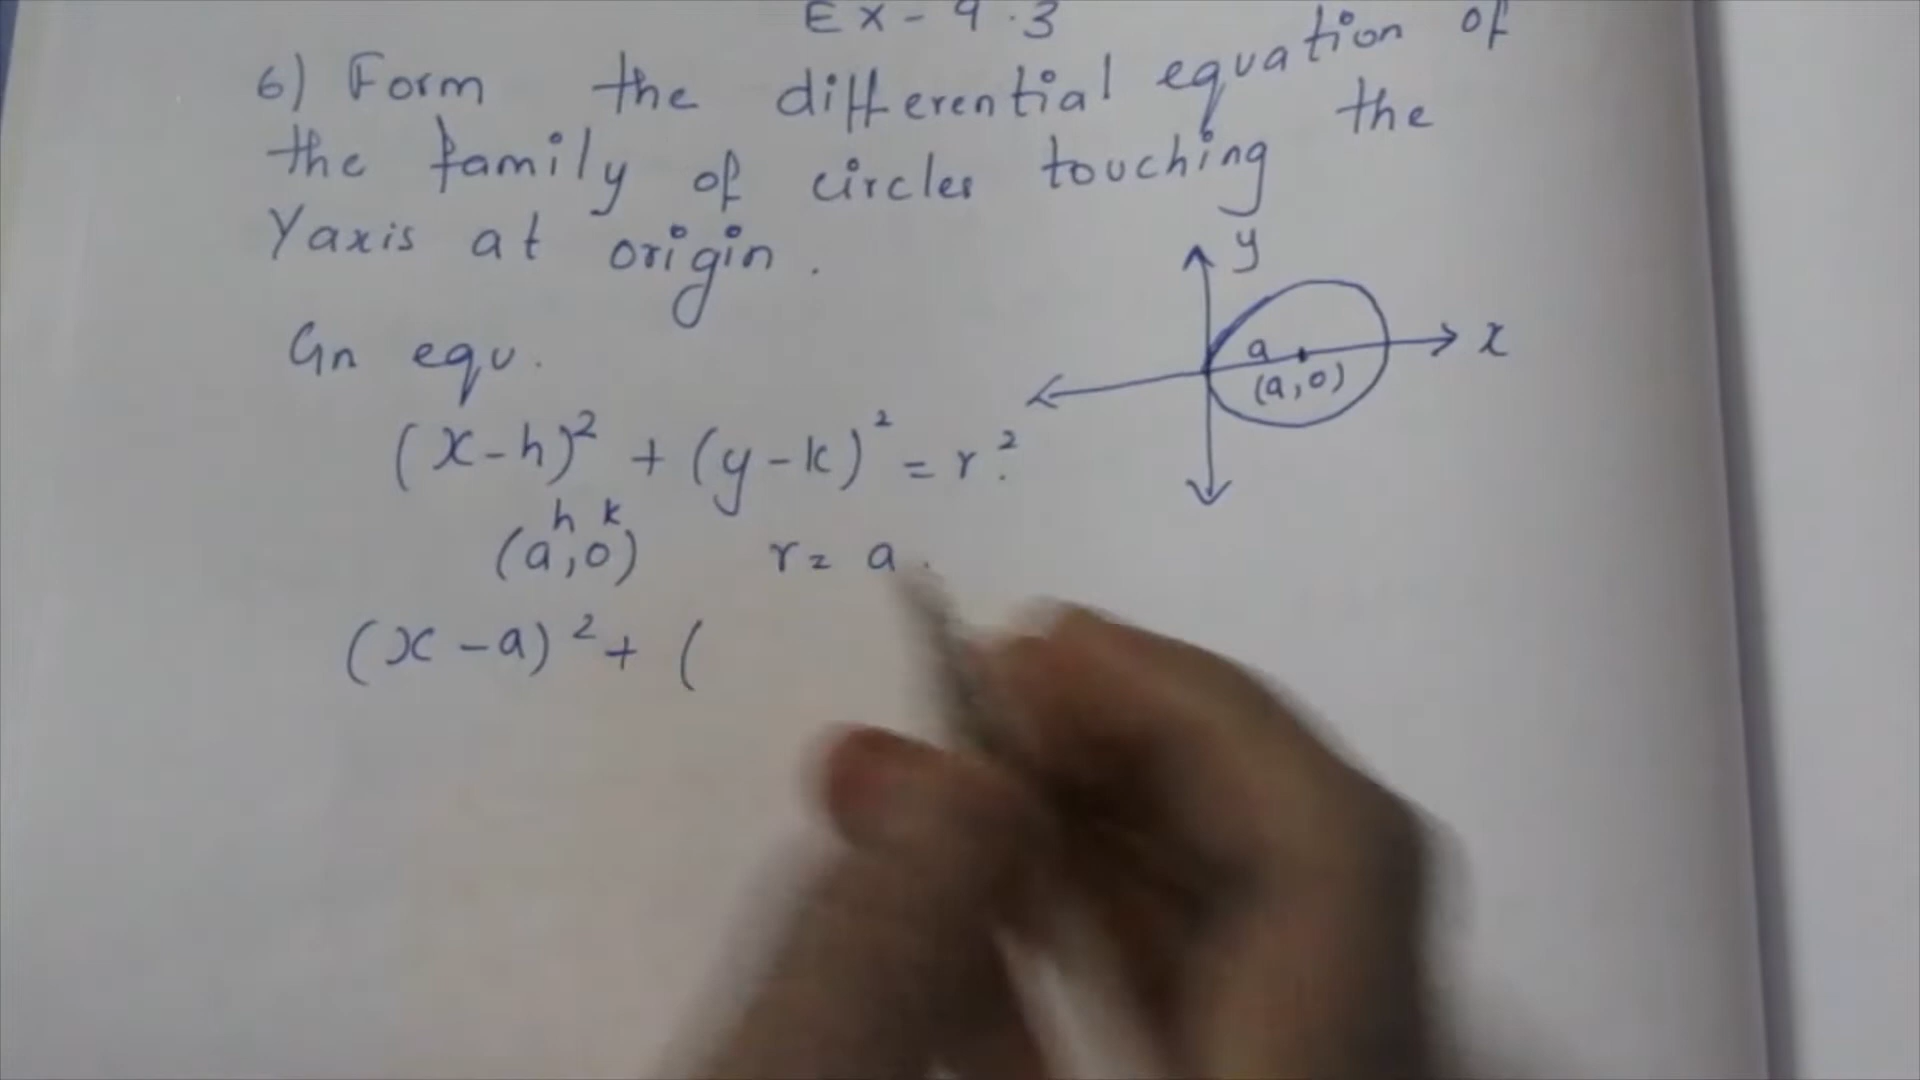 Ex-9.3
6) Form the differential equation of
the family of circles touching the
Yaxis at origin.
Gn equ.
(x-h)² + (y-k)² = r².
h k
(a,0) r = a.
(x-a)² + (
y
a
x
(a,0)